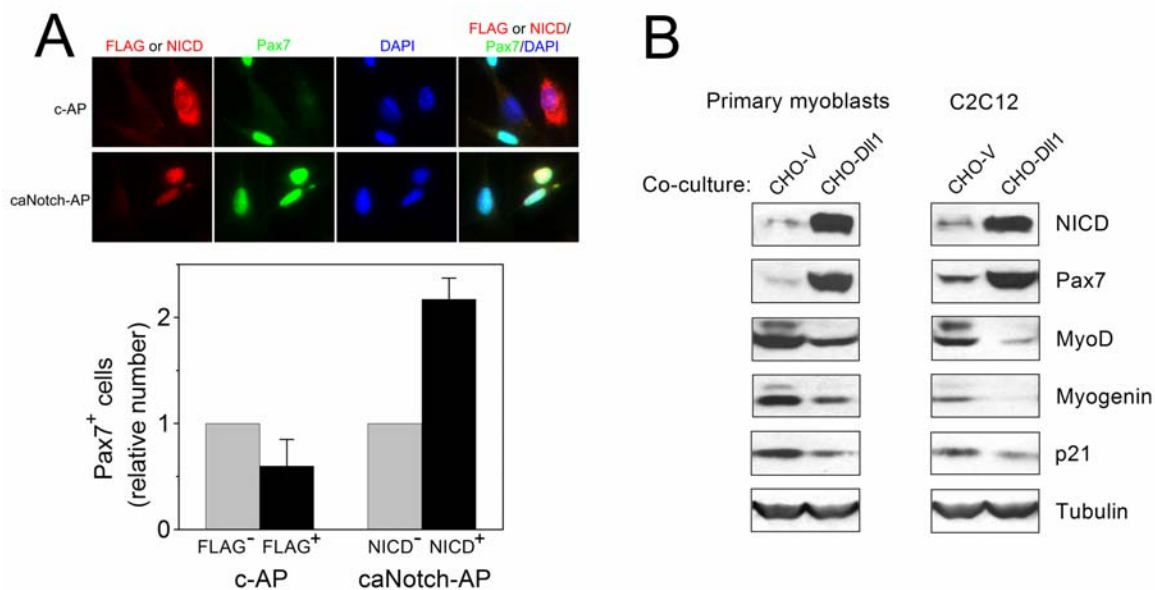 A
FLAG or NICD
Pax7
DAPI
FLAG or NICD/
Pax7/DAPI
c-AP
caNotch-AP
Pax7+ cells
(relative number)
2
1
0
FLAG- FLAG+
NICD- NICD+
c-AP
caNotch-AP
B
Primary myoblasts
C2C12
Co-culture:
CHO-V
CHO-Dll1
CHO-V
CHO-Dll1
NICD
Pax7
MyoD
Myogenin
p21
Tubulin